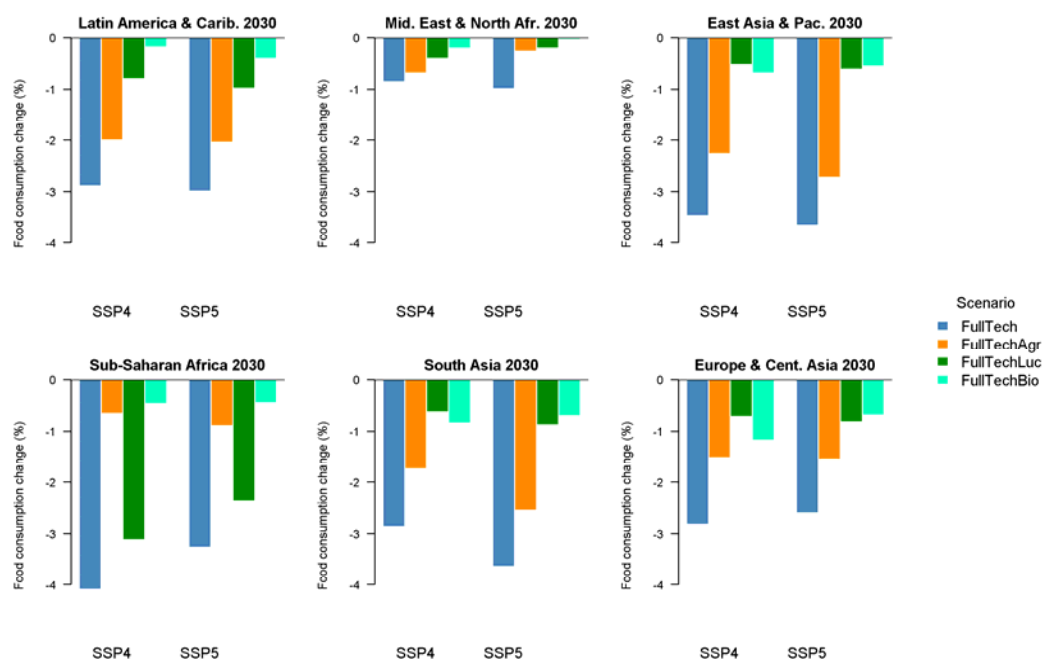 Latin America & Carib. 2030
Food consumption change (%)
0
-1
-2
-3
-4
SSP4 SSP5
Mid. East & North Afr. 2030
Food consumption change (%)
0
-1
-2
-3
-4
SSP4 SSP5
East Asia & Pac. 2030
Food consumption change (%)
0
-1
-2
-3
-4
SSP4 SSP5
Scenario
FullTech
FullTechAgr
FullTechLuc
FullTechBio
Sub-Saharan Africa 2030
Food consumption change (%)
0
-1
-2
-3
-4
SSP4 SSP5
South Asia 2030
Food consumption change (%)
0
-1
-2
-3
-4
SSP4 SSP5
Europe & Cent. Asia 2030
Food consumption change (%)
0
-1
-2
-3
-4
SSP4 SSP5